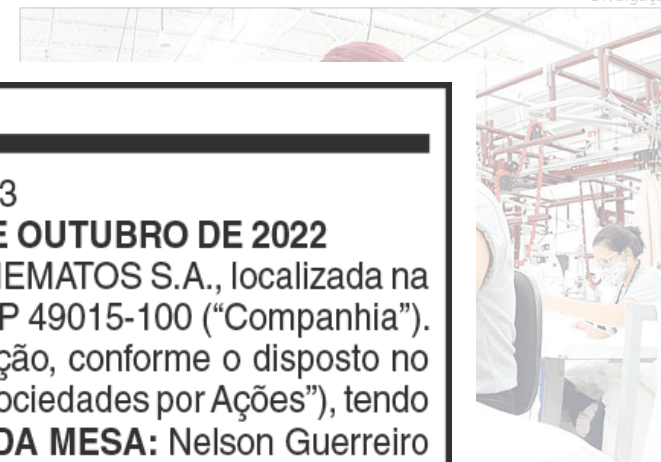 3
E OUTUBRO DE 2022
IEMATOS S.A., localizada na
P 49015-100 (“Companhia”).
ção, conforme o disposto no
ociedades por Ações”), tendo
DA MESA: Nelson Guerreiro